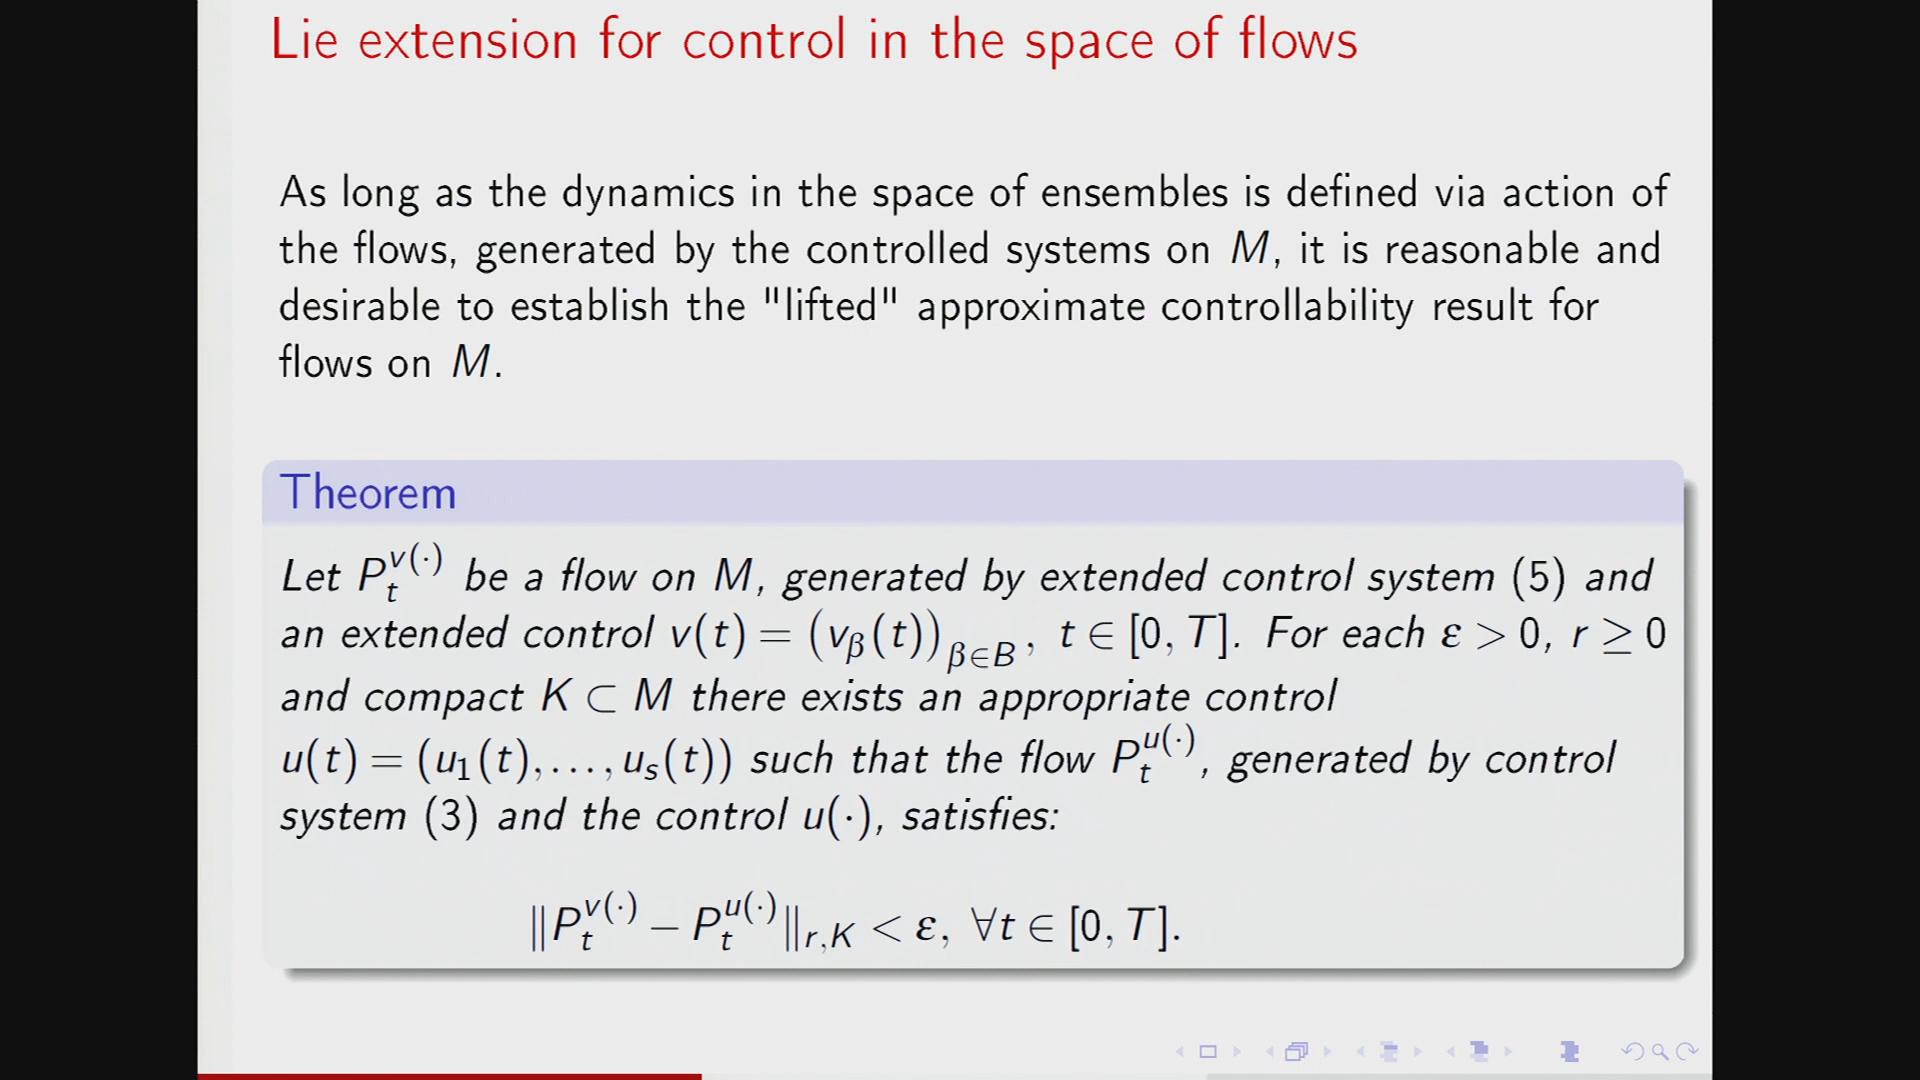 Lie extension for control in the space of flows
As long as the dynamics in the space of ensembles is defined via action of
the flows, generated by the controlled systems on M, it is reasonable and
desirable to establish the "lifted" approximate controllability result for
flows on M.
Theorem
Let P_t^{v(·)} be a flow on M, generated by extended control system (5) and
an extended control v(t) = (v_β(t))_{β∈B}, t ∈ [0, T]. For each ε > 0, r ≥ 0
and compact K ⊂ M there exists an appropriate control
u(t) = (u_1(t), ..., u_s(t)) such that the flow P_t^{u(·)}, generated by control
system (3) and the control u(·), satisfies:
‖P_t^{v(·)} − P_t^{u(·)}‖_{r,K} < ε, ∀t ∈ [0, T].